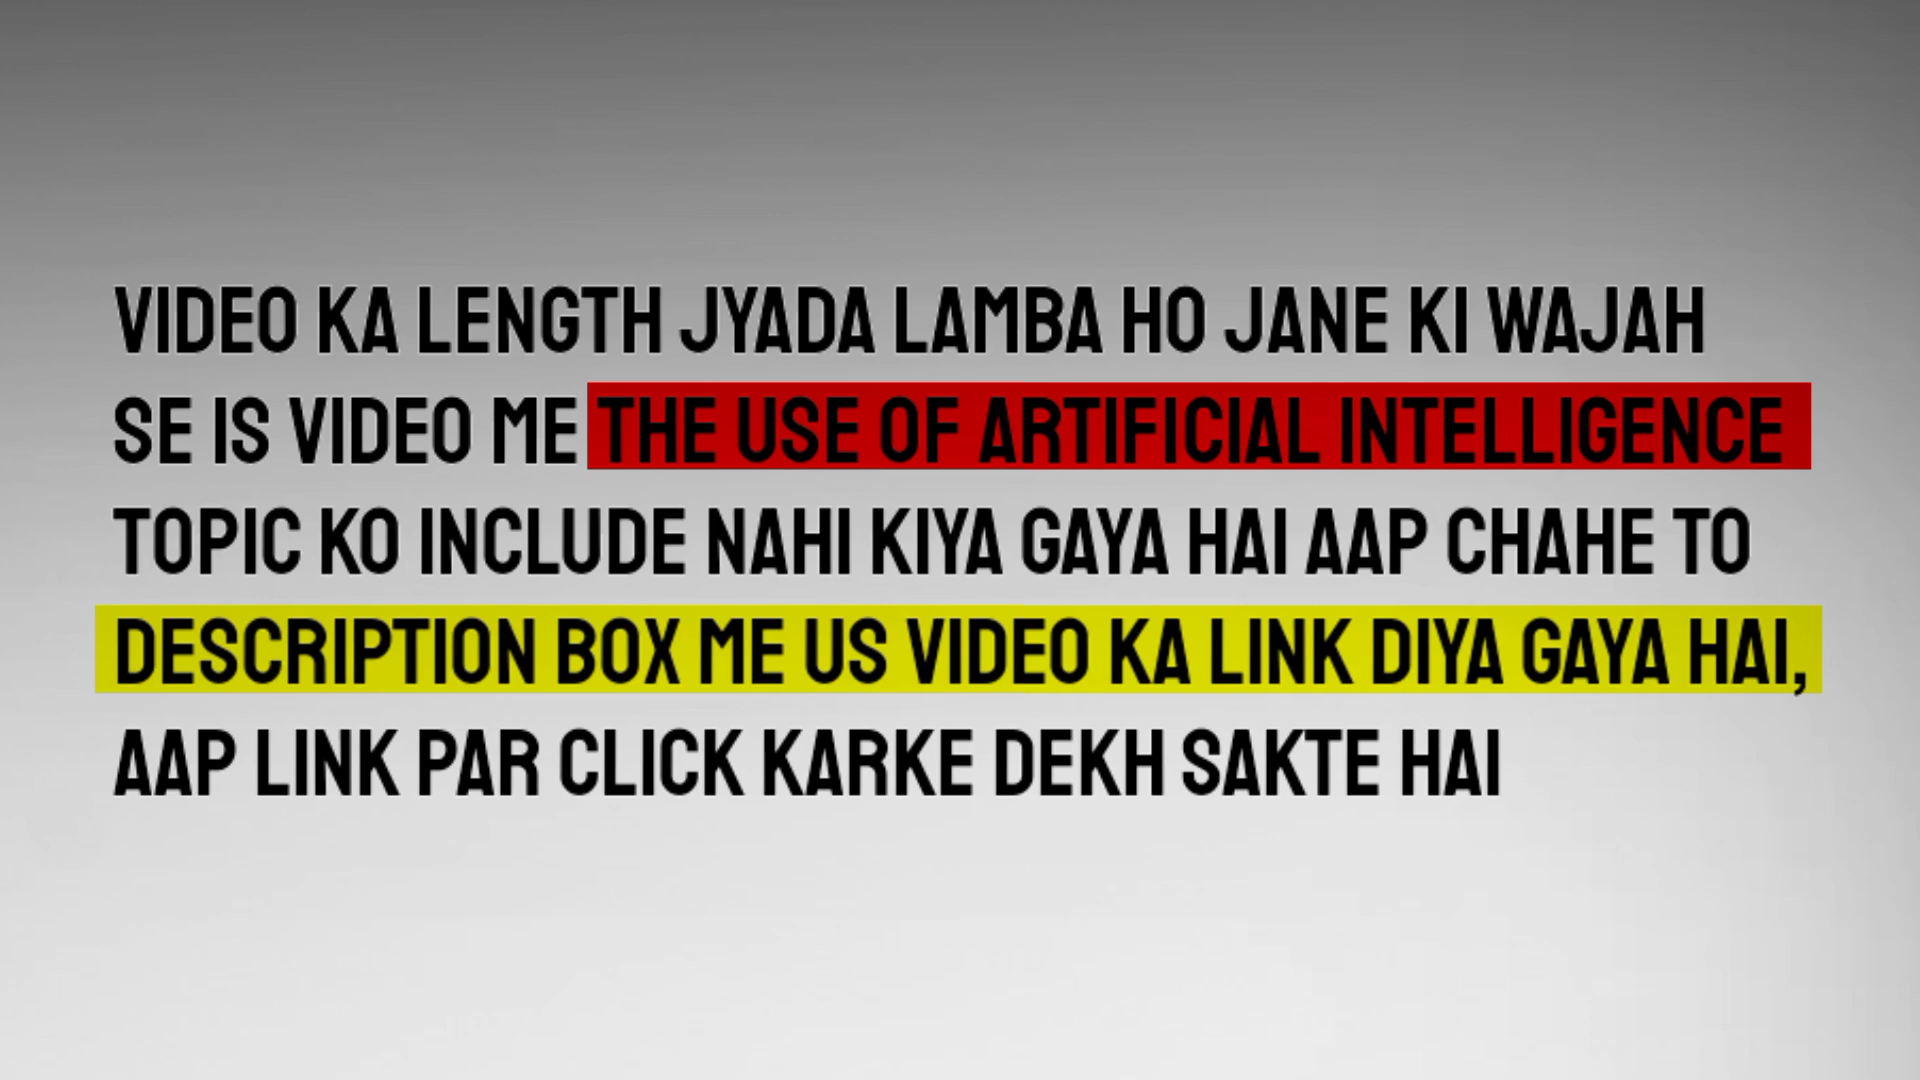 VIDEO KA LENGTH JYADA LAMBA HO JANE KI WAJAH
SE IS VIDEO ME THE USE OF ARTIFICIAL INTELLIGENCE
TOPIC KO INCLUDE NAHI KIYA GAYA HAI AAP CHAHE TO
DESCRIPTION BOX ME US VIDEO KA LINK DIYA GAYA HAI,
AAP LINK PAR CLICK KARKE DEKH SAKTE HAI